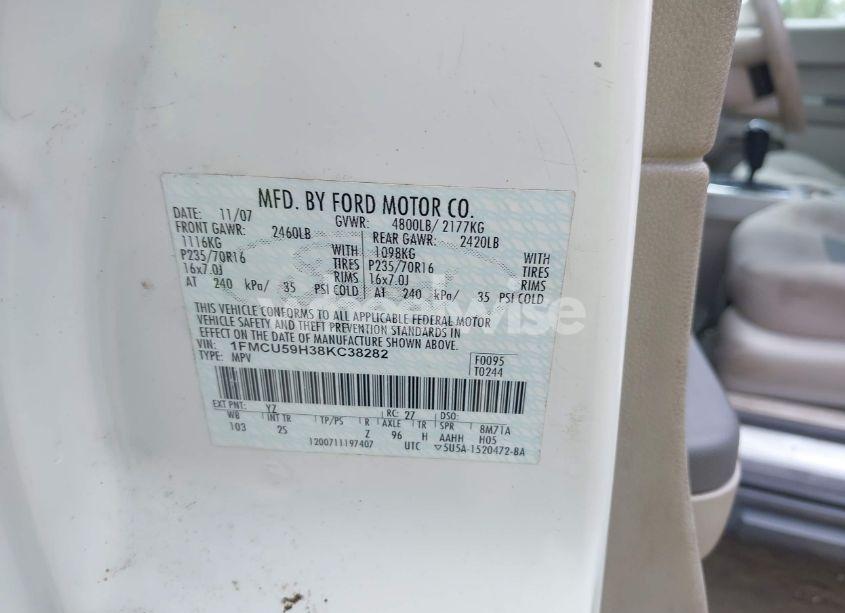 MFD. BY FORD MOTOR CO.
DATE: 11/07 GVWR: 4800LB/ 2177KG
FRONT GAWR: 2460LB REAR GAWR: 2420LB
1116KG WITH 1098KG WITH
P235/70R16 TIRES P235/70R16 TIRES
16x7.0J RIMS 16x7.0J RIMS
AT 240 kPa/ 35 PSI COLD AT 240 kPa/ 35 PSI COLD
THIS VEHICLE CONFORMS TO ALL APPLICABLE FEDERAL MOTOR
VEHICLE SAFETY AND THEFT PREVENTION STANDARDS IN
EFFECT ON THE DATE OF MANUFACTURE SHOWN ABOVE.
VIN: 1FMCU59H38KC38282 F0095
TYPE: MPV T0244
EXT PNT: YZ RC: 27 DSO:
WB INT TR TP/PS R AXLE TR SPR 8M71A
103 25 Z 96 H AAHH H05
1200711197407 UTC ▽5U5A-1520472-BA
wheelwise